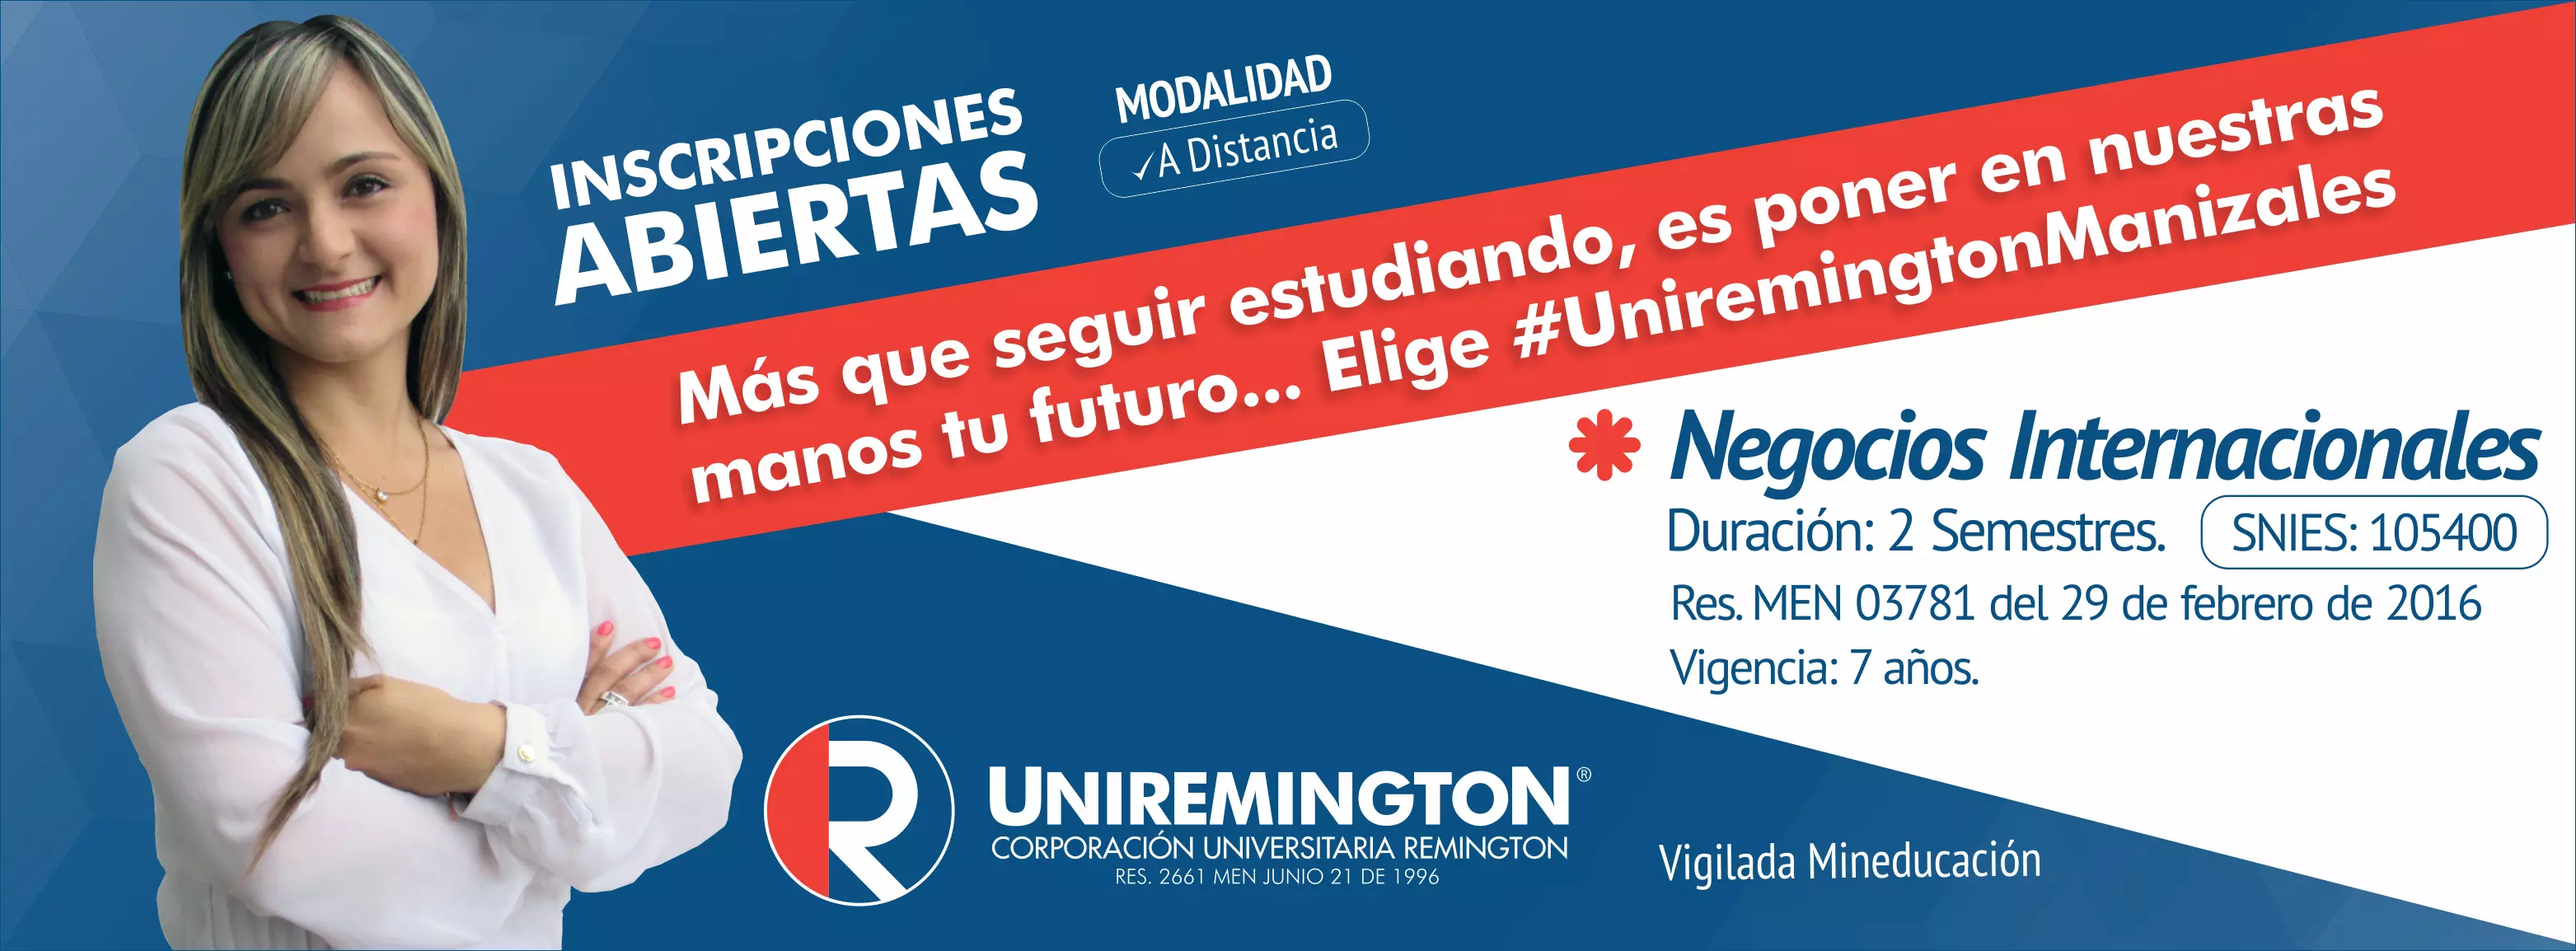 INSCRIPCIONES
ABIERTAS
MODALIDAD
✓A Distancia
Más que seguir estudiando, es poner en nuestras
manos tu futuro... Elige #UniremingtonManizales
Negocios Internacionales
Duración: 2 Semestres. SNIES: 105400
Res. MEN 03781 del 29 de febrero de 2016
Vigencia: 7 años.
R
UNIREMINGTON®
CORPORACIÓN UNIVERSITARIA REMINGTON
RES. 2661 MEN JUNIO 21 DE 1996
Vigilada Mineducación